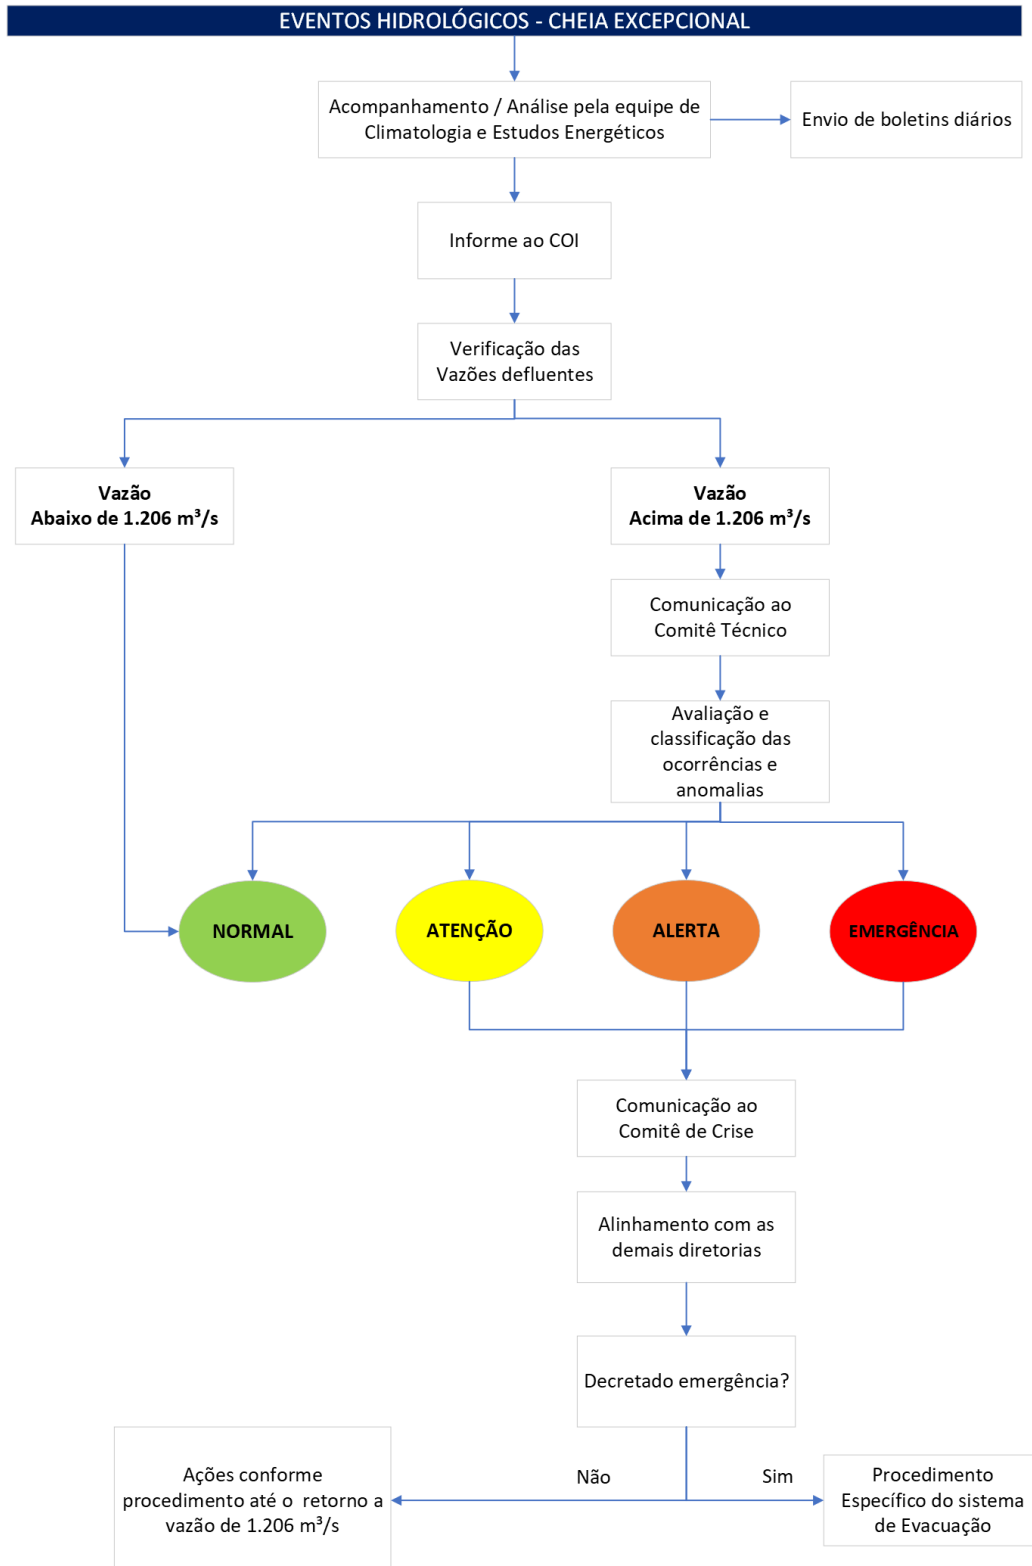 EVENTOS HIDROLÓGICOS - CHEIA EXCEPCIONAL
Acompanhamento / Análise pela equipe de
Climatologia e Estudos Energéticos
Envio de boletins diários
Informe ao COI
Verificação das
Vazões defluentes
Vazão
Abaixo de 1.206 m³/s
Vazão
Acima de 1.206 m³/s
Comunicação ao
Comitê Técnico
Avaliação e
classificação das
ocorrências e
anomalias
NORMAL
ATENÇÃO
ALERTA
EMERGÊNCIA
Comunicação ao
Comitê de Crise
Alinhamento com as
demais diretorias
Decretado emergência?
Não
Sim
Ações conforme
procedimento até o retorno a
vazão de 1.206 m³/s
Procedimento
Específico do sistema
de Evacuação